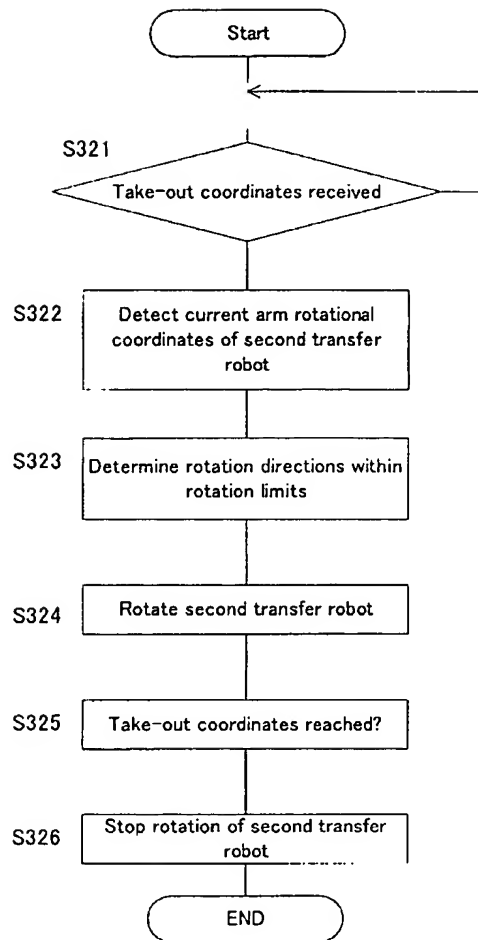 Start
S321
Take-out coordinates received
S322
Detect current arm rotational
coordinates of second transfer
robot
S323
Determine rotation directions within
rotation limits
S324
Rotate second transfer robot
S325
Take-out coordinates reached?
S326
Stop rotation of second transfer
robot
END